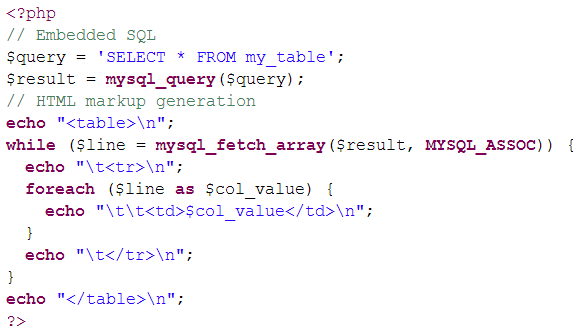 <?php
// Embedded SQL
$query = 'SELECT * FROM my_table';
$result = mysql_query($query);
// HTML markup generation
echo "<table>\n";
while ($line = mysql_fetch_array($result, MYSQL_ASSOC)) {
  echo "\t<tr>\n";
  foreach ($line as $col_value) {
    echo "\t\t<td>$col_value</td>\n";
  }
  echo "\t</tr>\n";
}
echo "</table>\n";
?>